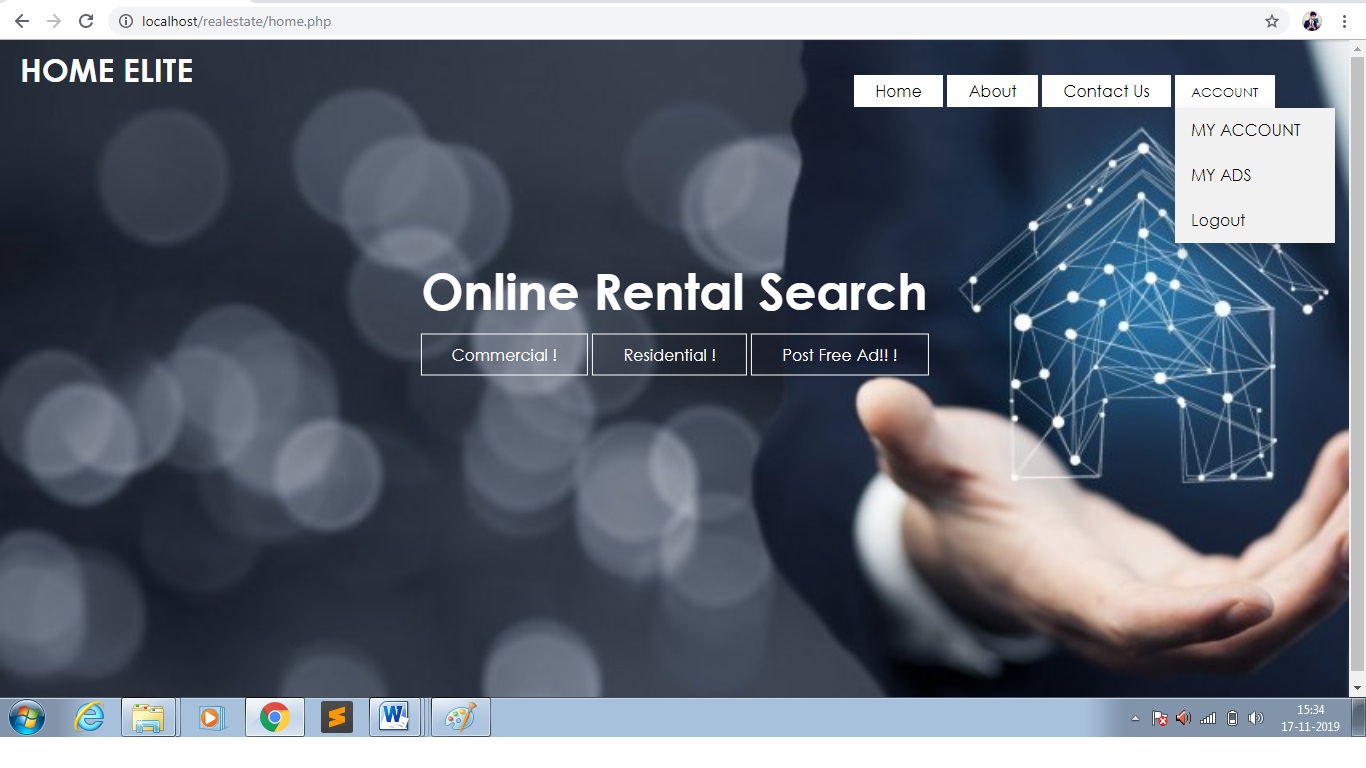 localhost/realestate/home.php
HOME ELITE
Home About Contact Us ACCOUNT
MY ACCOUNT
MY ADS
Logout
Online Rental Search
Commercial ! Residential ! Post Free Ad!! !
W
15:34
17-11-2019